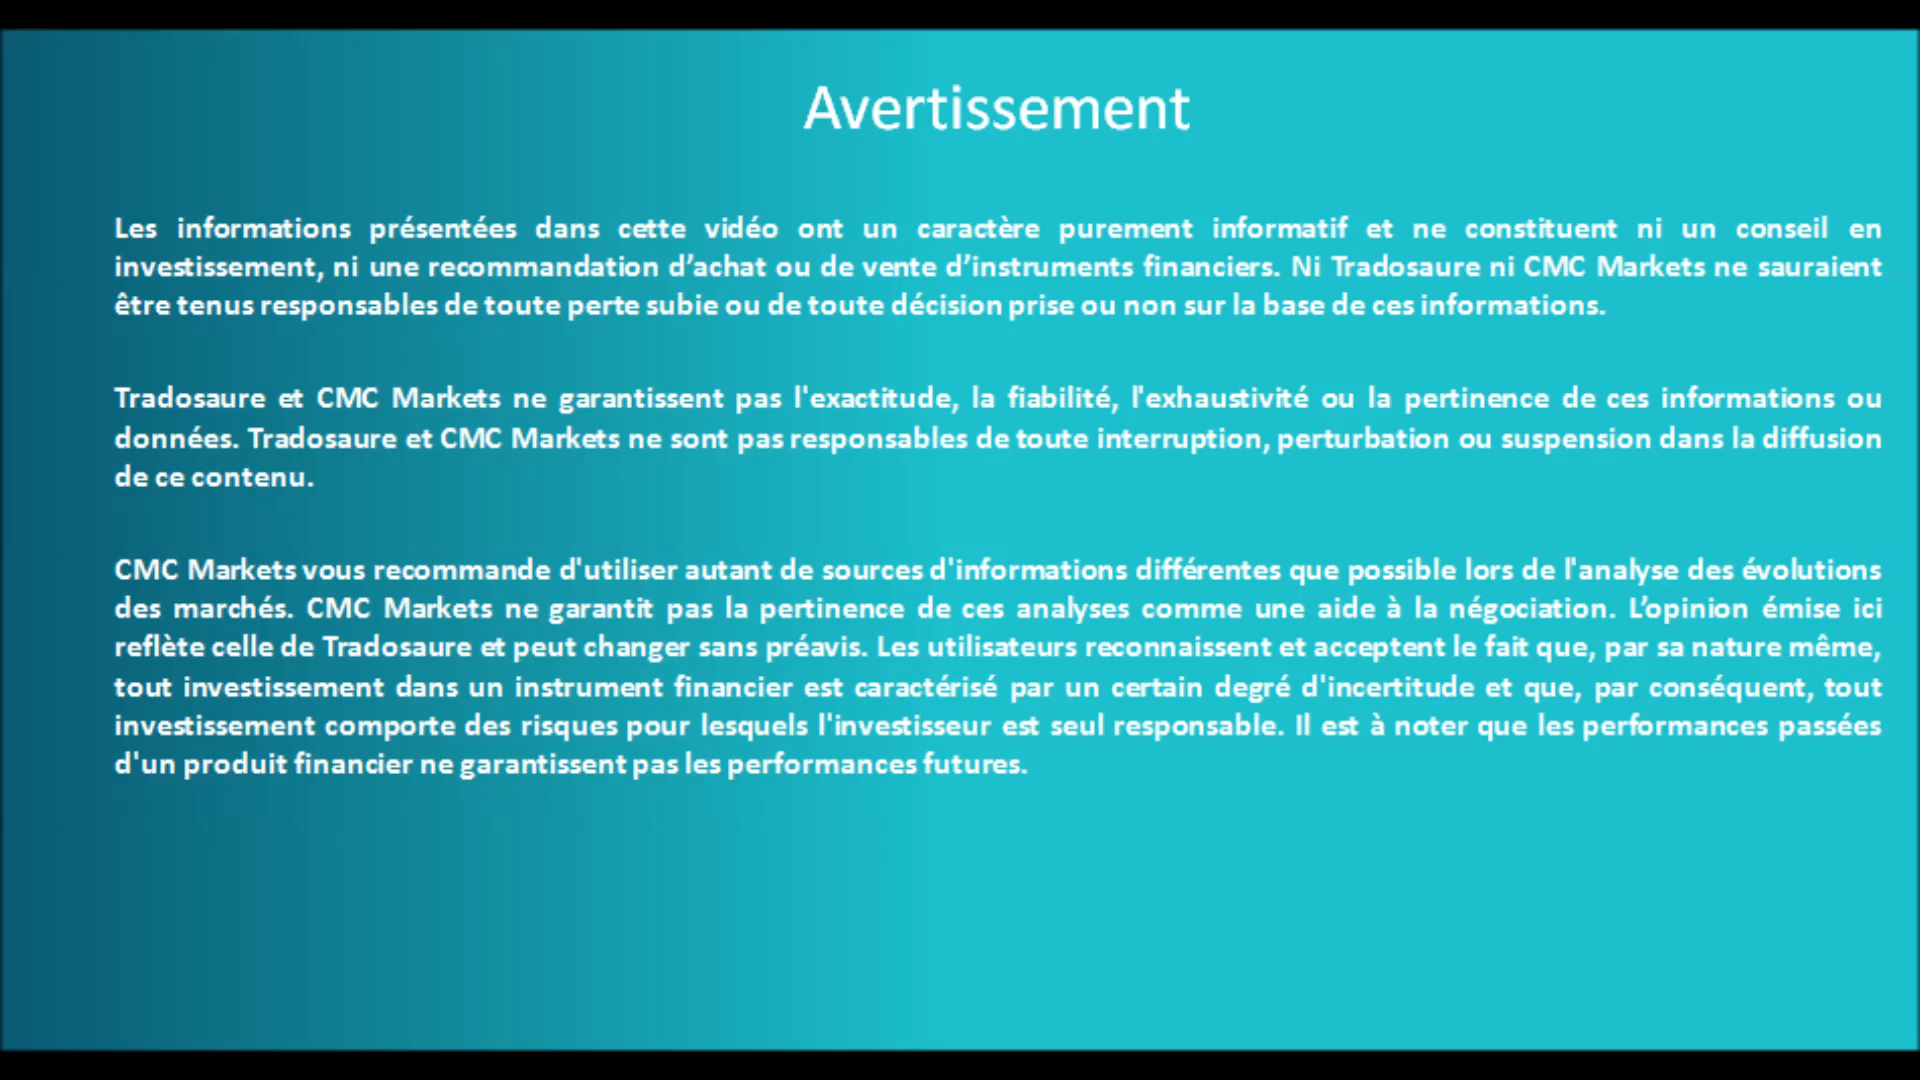 Avertissement
Les informations présentées dans cette vidéo ont un caractère purement informatif et ne constituent ni un conseil en
investissement, ni une recommandation d’achat ou de vente d’instruments financiers. Ni Tradosaure ni CMC Markets ne sauraient
être tenus responsables de toute perte subie ou de toute décision prise ou non sur la base de ces informations.
Tradosaure et CMC Markets ne garantissent pas l'exactitude, la fiabilité, l'exhaustivité ou la pertinence de ces informations ou
données. Tradosaure et CMC Markets ne sont pas responsables de toute interruption, perturbation ou suspension dans la diffusion
de ce contenu.
CMC Markets vous recommande d'utiliser autant de sources d'informations différentes que possible lors de l'analyse des évolutions
des marchés. CMC Markets ne garantit pas la pertinence de ces analyses comme une aide à la négociation. L’opinion émise ici
reflète celle de Tradosaure et peut changer sans préavis. Les utilisateurs reconnaissent et acceptent le fait que, par sa nature même,
tout investissement dans un instrument financier est caractérisé par un certain degré d'incertitude et que, par conséquent, tout
investissement comporte des risques pour lesquels l'investisseur est seul responsable. Il est à noter que les performances passées
d'un produit financier ne garantissent pas les performances futures.